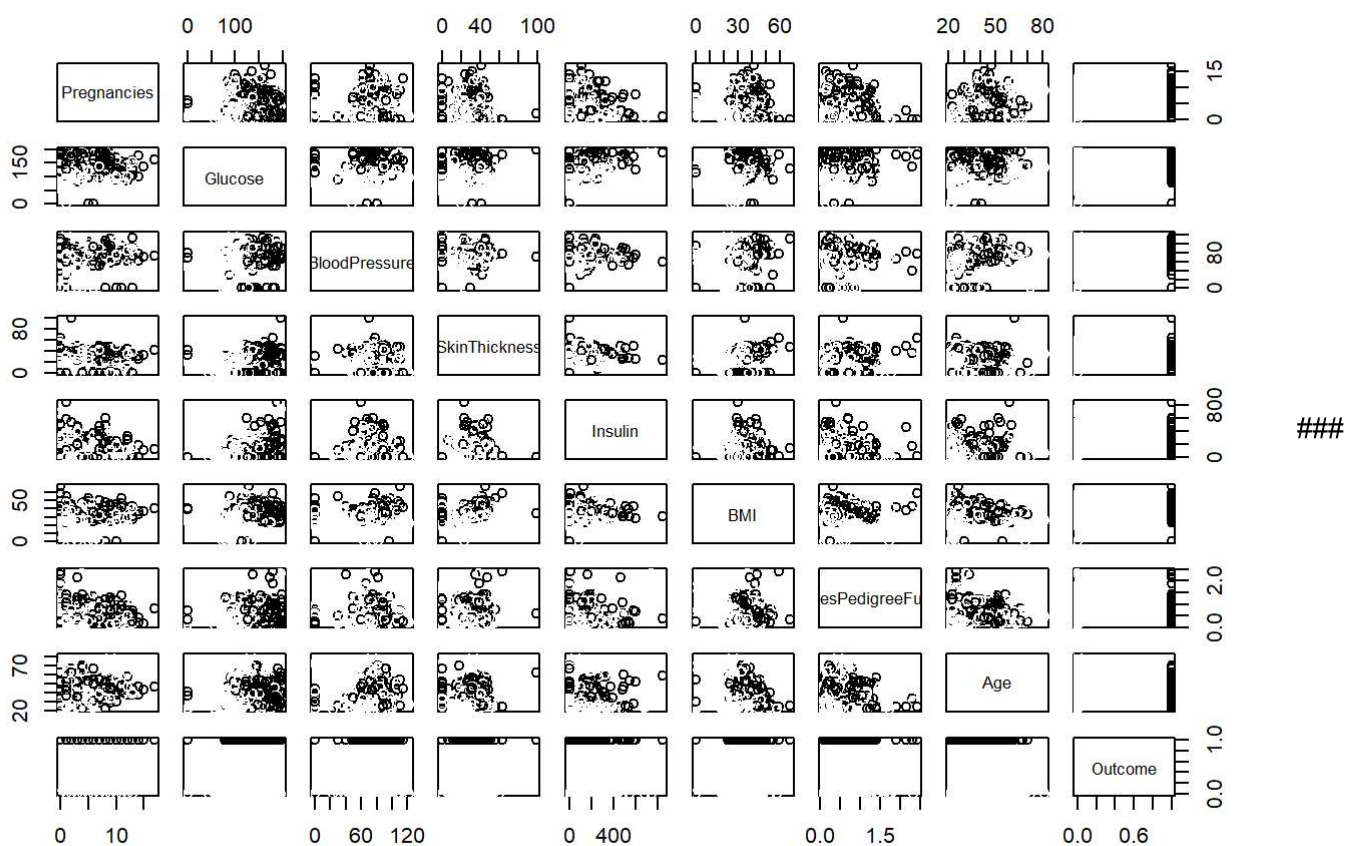 0 100 0 40 100 0 30 60 20 50 80
Pregnancies 0 15
0 150 Glucose
BloodPressure 0 80
0 80 SkinThickness
Insulin 0 800 ###
0 50 BMI
esPedigreeFu 0.0 2.0
20 70 Age
Outcome 0.0 1.0
0 10 0 60 120 0 400 0.0 1.5 0.0 0.6